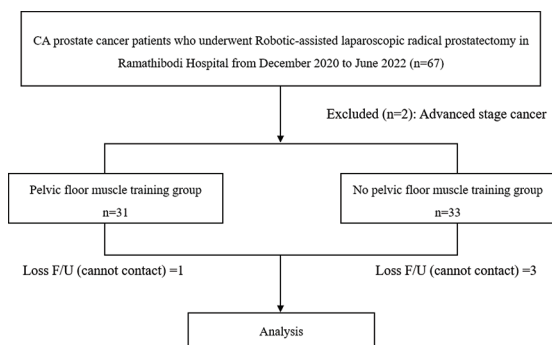 CA prostate cancer patients who underwent Robotic-assisted laparoscopic radical prostatectomy in
Ramathibodi Hospital from December 2020 to June 2022 (n=67)
Excluded (n=2): Advanced stage cancer
Pelvic floor muscle training group
n=31
No pelvic floor muscle training group
n=33
Loss F/U (cannot contact) =1
Loss F/U (cannot contact) =3
Analysis